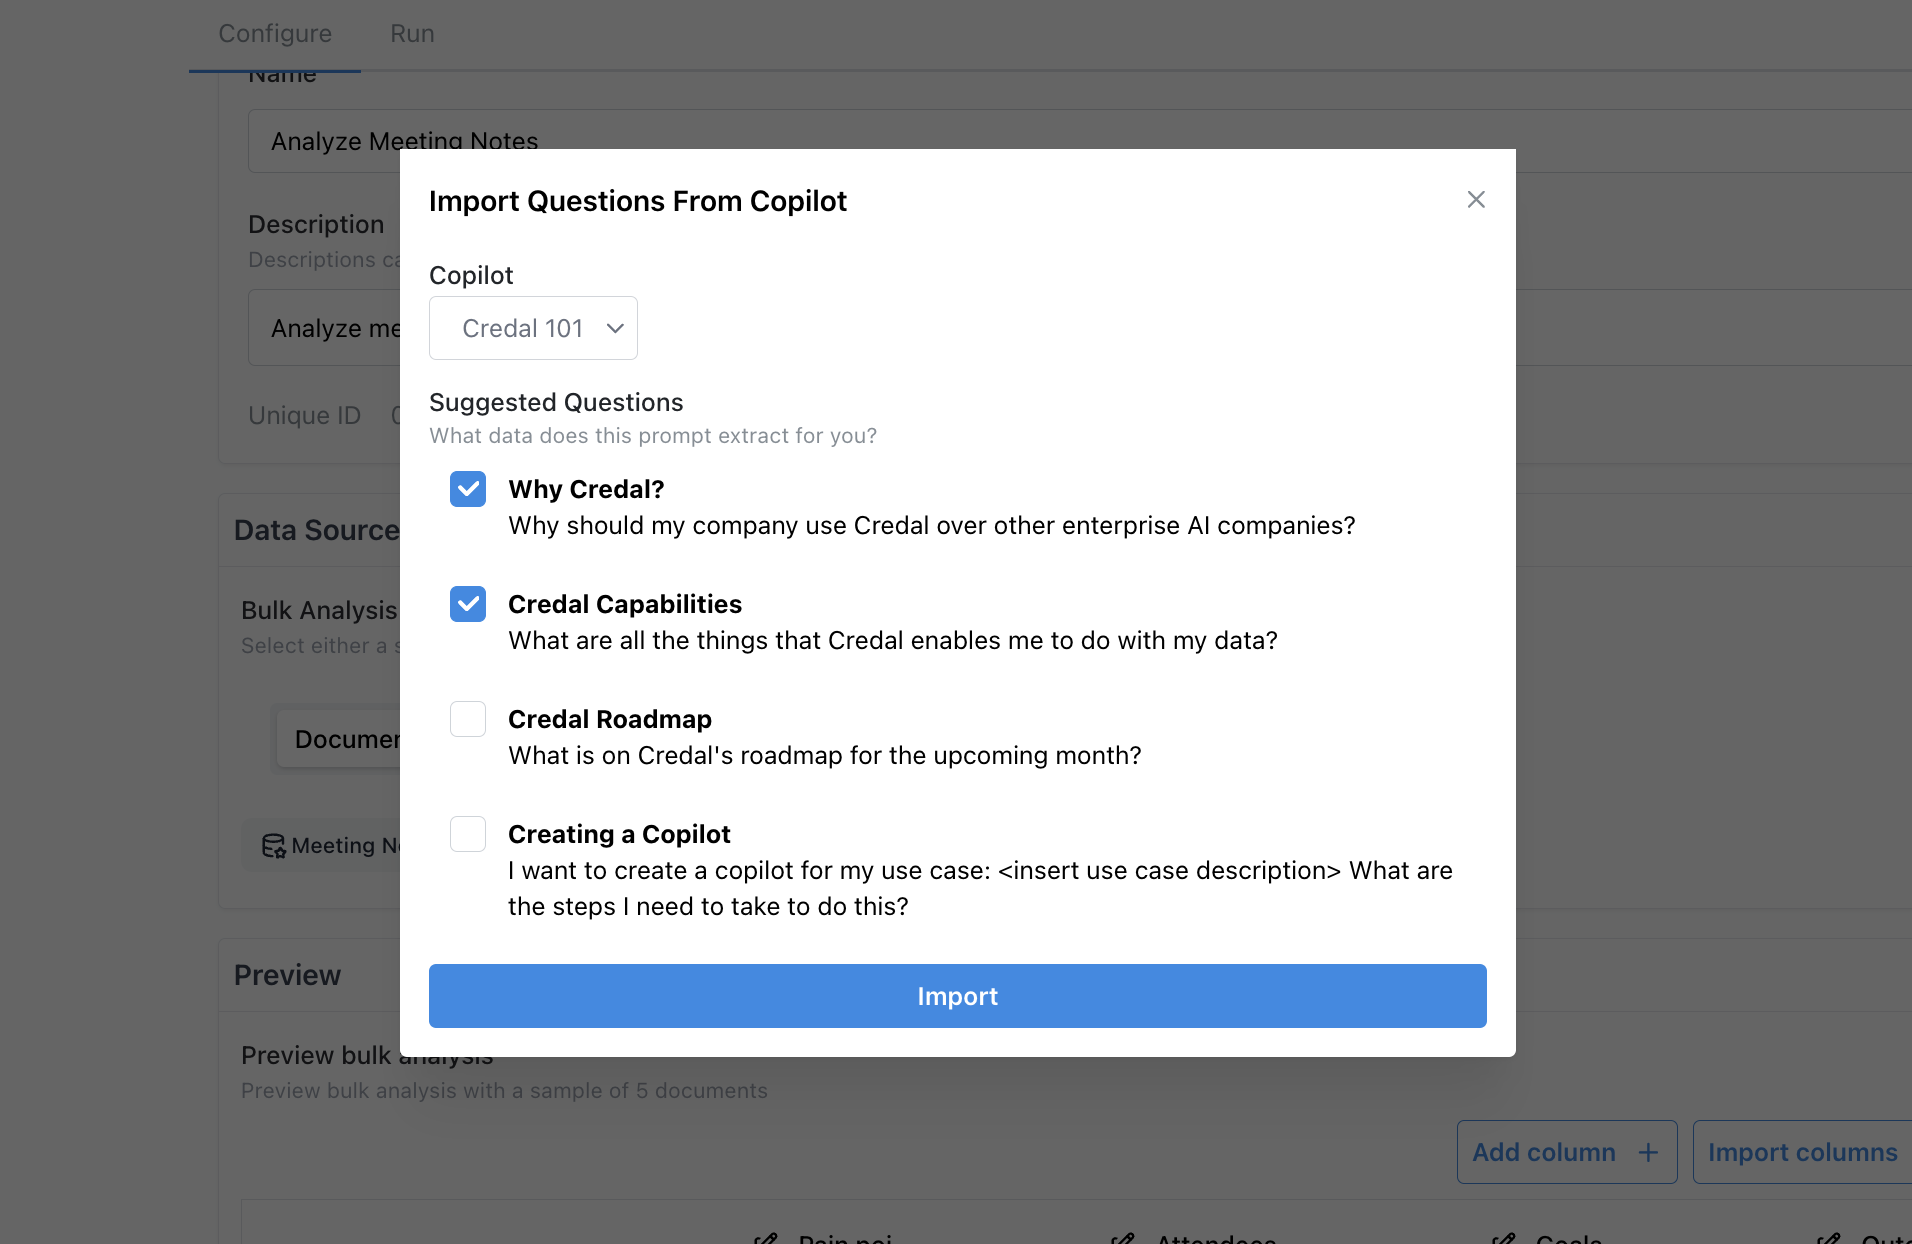 Configure
Run
Name
Analyze Meeting Notes
Description
Descriptions
Analyze
Unique ID
Data Source
Bulk Analysis
Select either a
Meeting
Import Questions From Copilot
Copilot
Credal 101
Suggested Questions
What data does this prompt extract for you?
Why Credal?
Why should my company use Credal over other enterprise AI companies?
Credal Capabilities
What are all the things that Credal enables me to do with my data?
Credal Roadmap
What is on Credal's roadmap for the upcoming month?
Creating a Copilot
I want to create a copilot for my use case: <insert use case description> What are
the steps I need to take to do this?
Import
Preview
Preview bulk analysis
Preview bulk analysis with a sample of 5 documents
Add column +
Import columns
Attendees
Goals